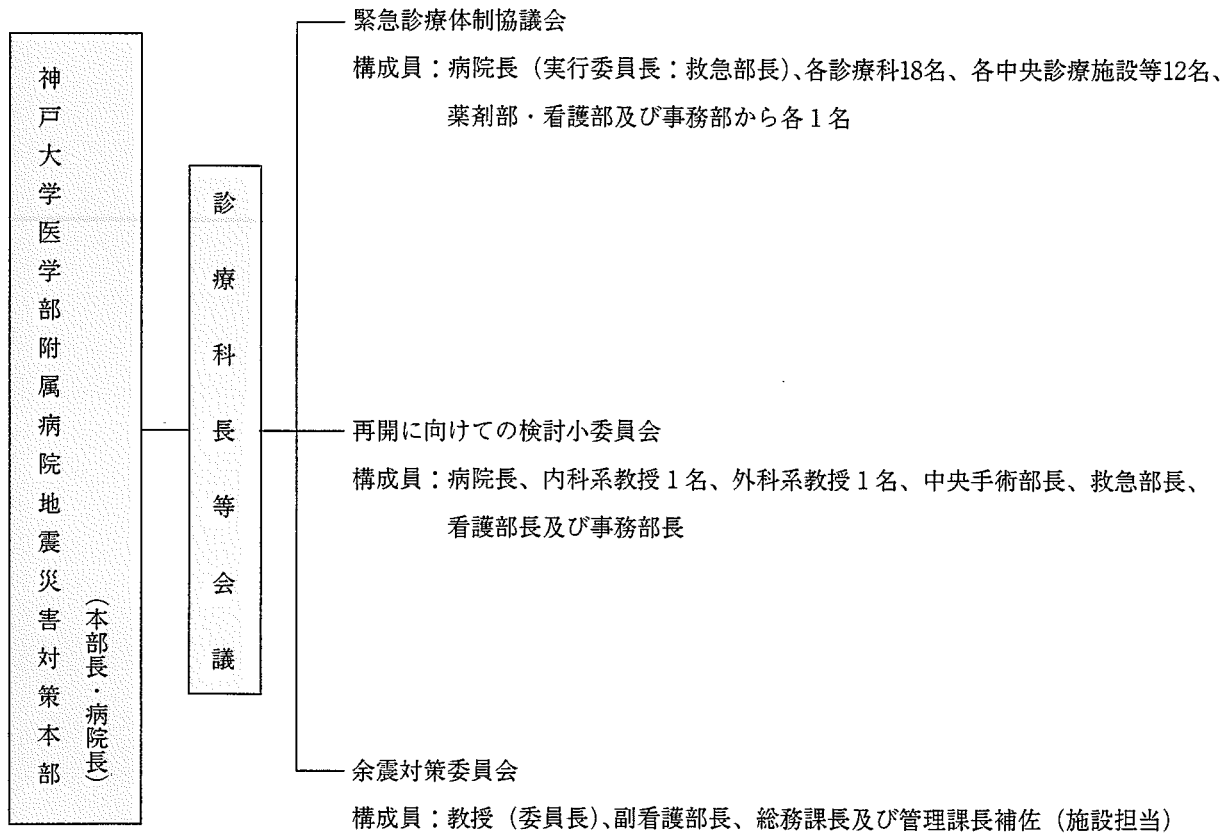 神戸大学医学部附属病院地震災害対策本部
(本部長・病院長)
診療科長等会議
緊急診療体制協議会
構成員：病院長（実行委員長：救急部長）、各診療科18名、各中央診療施設等12名、
薬剤部・看護部及び事務部から各１名
再開に向けての検討小委員会
構成員：病院長、内科系教授１名、外科系教授１名、中央手術部長、救急部長、
看護部長及び事務部長
余震対策委員会
構成員：教授（委員長）、副看護部長、総務課長及び管理課長補佐（施設担当）